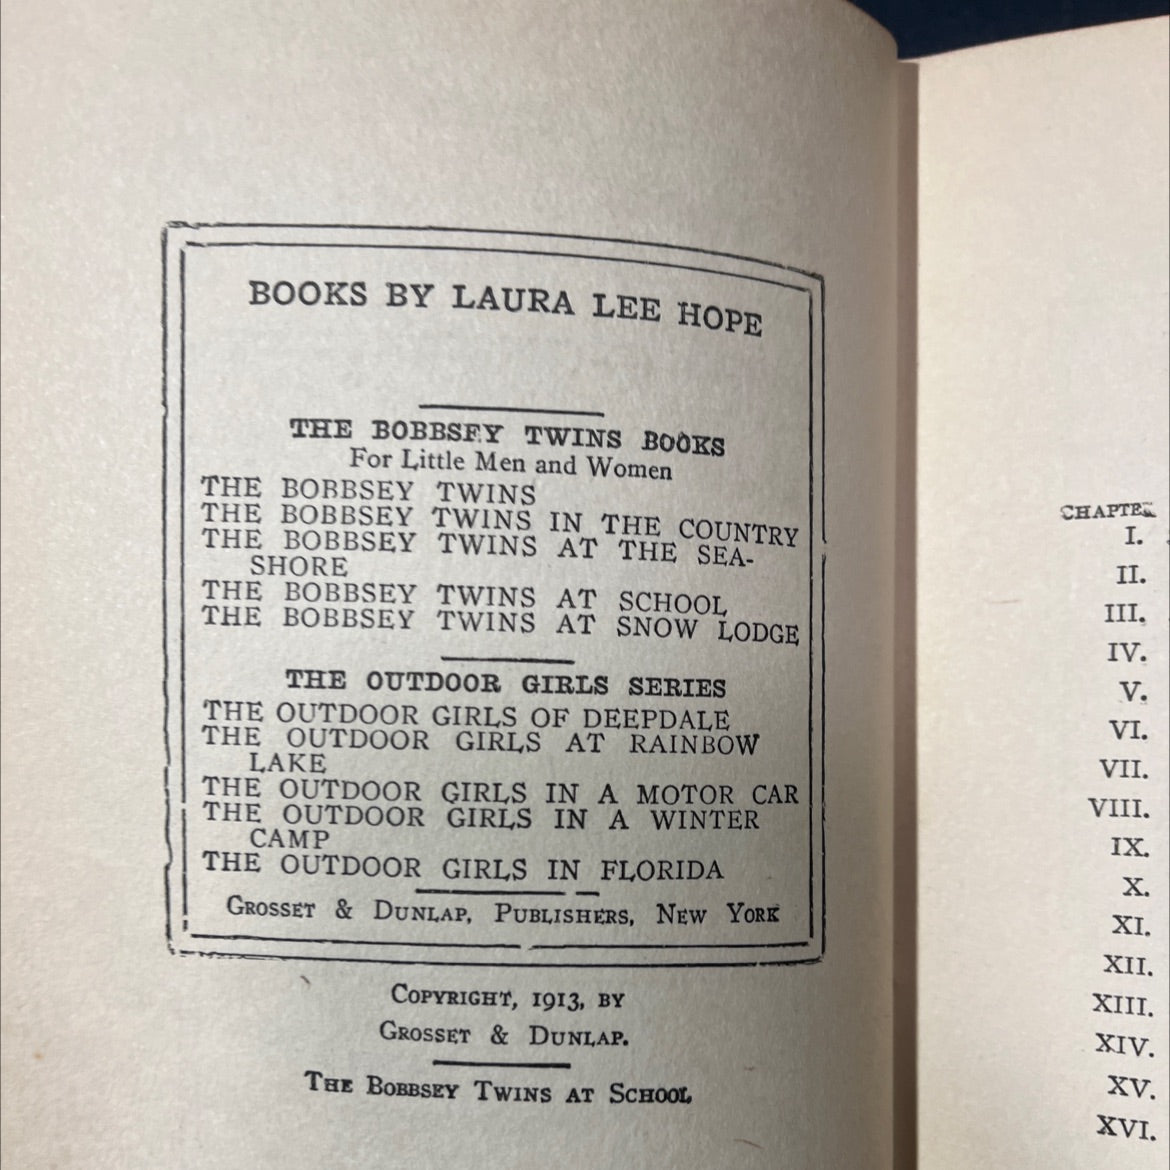 BOOKS BY LAURA LEE HOPE
THE BOBBSEY TWINS BOOKS
For Little Men and Women
THE BOBBSEY TWINS
THE BOBBSEY TWINS IN THE COUNTRY
THE BOBBSEY TWINS AT THE SEA-
SHORE
THE BOBBSEY TWINS AT SCHOOL
THE BOBBSEY TWINS AT SNOW LODGE
THE OUTDOOR GIRLS SERIES
THE OUTDOOR GIRLS OF DEEPDALE
THE OUTDOOR GIRLS AT RAINBOW
LAKE
THE OUTDOOR GIRLS IN A MOTOR CAR
THE OUTDOOR GIRLS IN A WINTER
CAMP
THE OUTDOOR GIRLS IN FLORIDA
GROSSET & DUNLAP, PUBLISHERS, NEW YORK
COPYRIGHT, 1913, BY
GROSSET & DUNLAP.
THE BOBBSEY TWINS AT SCHOOL
CHAPTER
I.
II.
III.
IV.
V.
VI.
VII.
VIII.
IX.
X.
XI.
XII.
XIII.
XIV.
XV.
XVI.